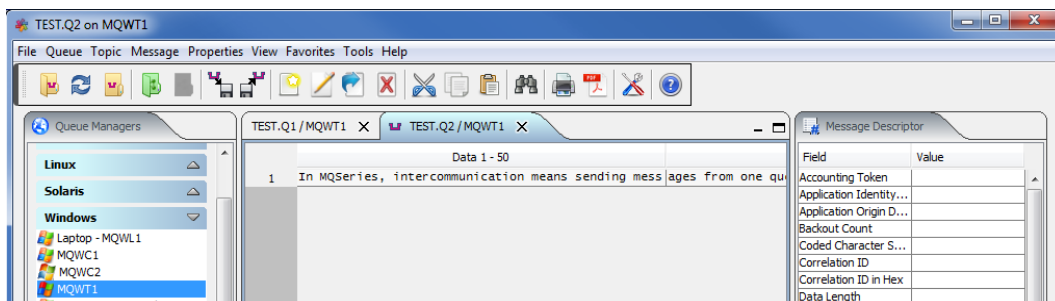 TEST.Q2 on MQWT1
File Queue Topic Message Properties View Favorites Tools Help
PDF
Queue Managers
TEST.Q1/MQWT1 X TEST.Q2/MQWT1 X
Message Descriptor
Data 1 - 50
Field Value
1 In MQSeries, intercommunication means sending mess ages from one qu
Linux
Solaris
Windows
Laptop - MQWL1
MQWC1
MQWC2
MQWT1
Accounting Token
Application Identity...
Application Origin D...
Backout Count
Coded Character S...
Correlation ID
Correlation ID in Hex
Data Length